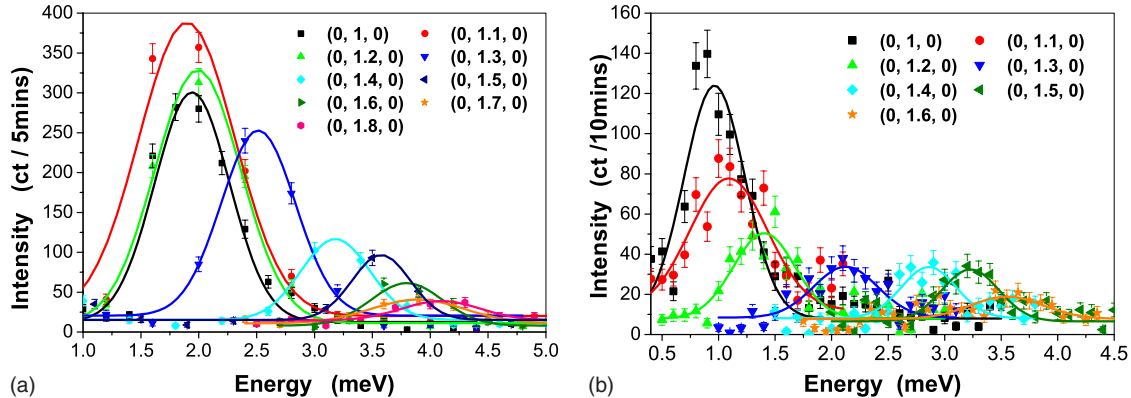 400
350
300
250
200
150
100
50
0
Intensity (ct / 5mins)
(0, 1, 0) (0, 1.1, 0)
(0, 1.2, 0) (0, 1.3, 0)
(0, 1.4, 0) (0, 1.5, 0)
(0, 1.6, 0) (0, 1.7, 0)
(0, 1.8, 0)
1.0 1.5 2.0 2.5 3.0 3.5 4.0 4.5 5.0
Energy (meV)
(a)
160
140
120
100
80
60
40
20
0
Intensity (ct /10mins)
(0, 1, 0) (0, 1.1, 0)
(0, 1.2, 0) (0, 1.3, 0)
(0, 1.4, 0) (0, 1.5, 0)
(0, 1.6, 0)
0.5 1.0 1.5 2.0 2.5 3.0 3.5 4.0 4.5
Energy (meV)
(b)